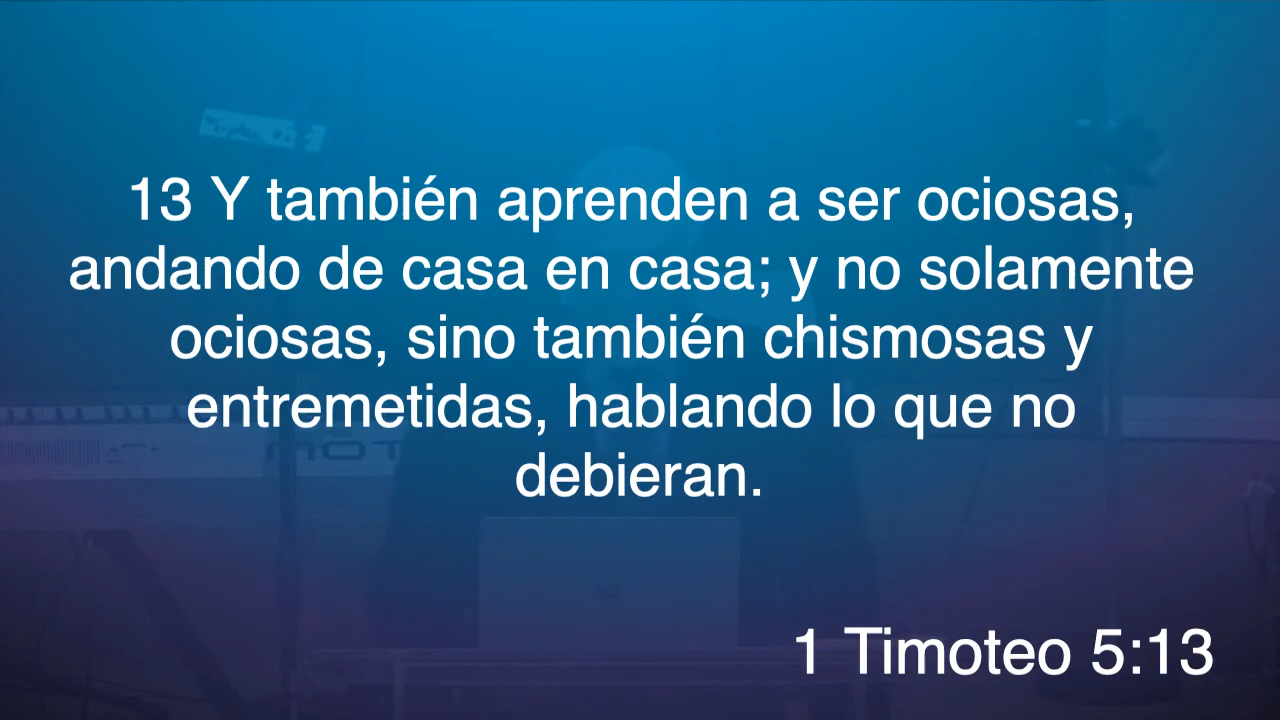 13 Y también aprenden a ser ociosas,
andando de casa en casa; y no solamente
ociosas, sino también chismosas y
entremetidas, hablando lo que no
debieran.
1 Timoteo 5:13